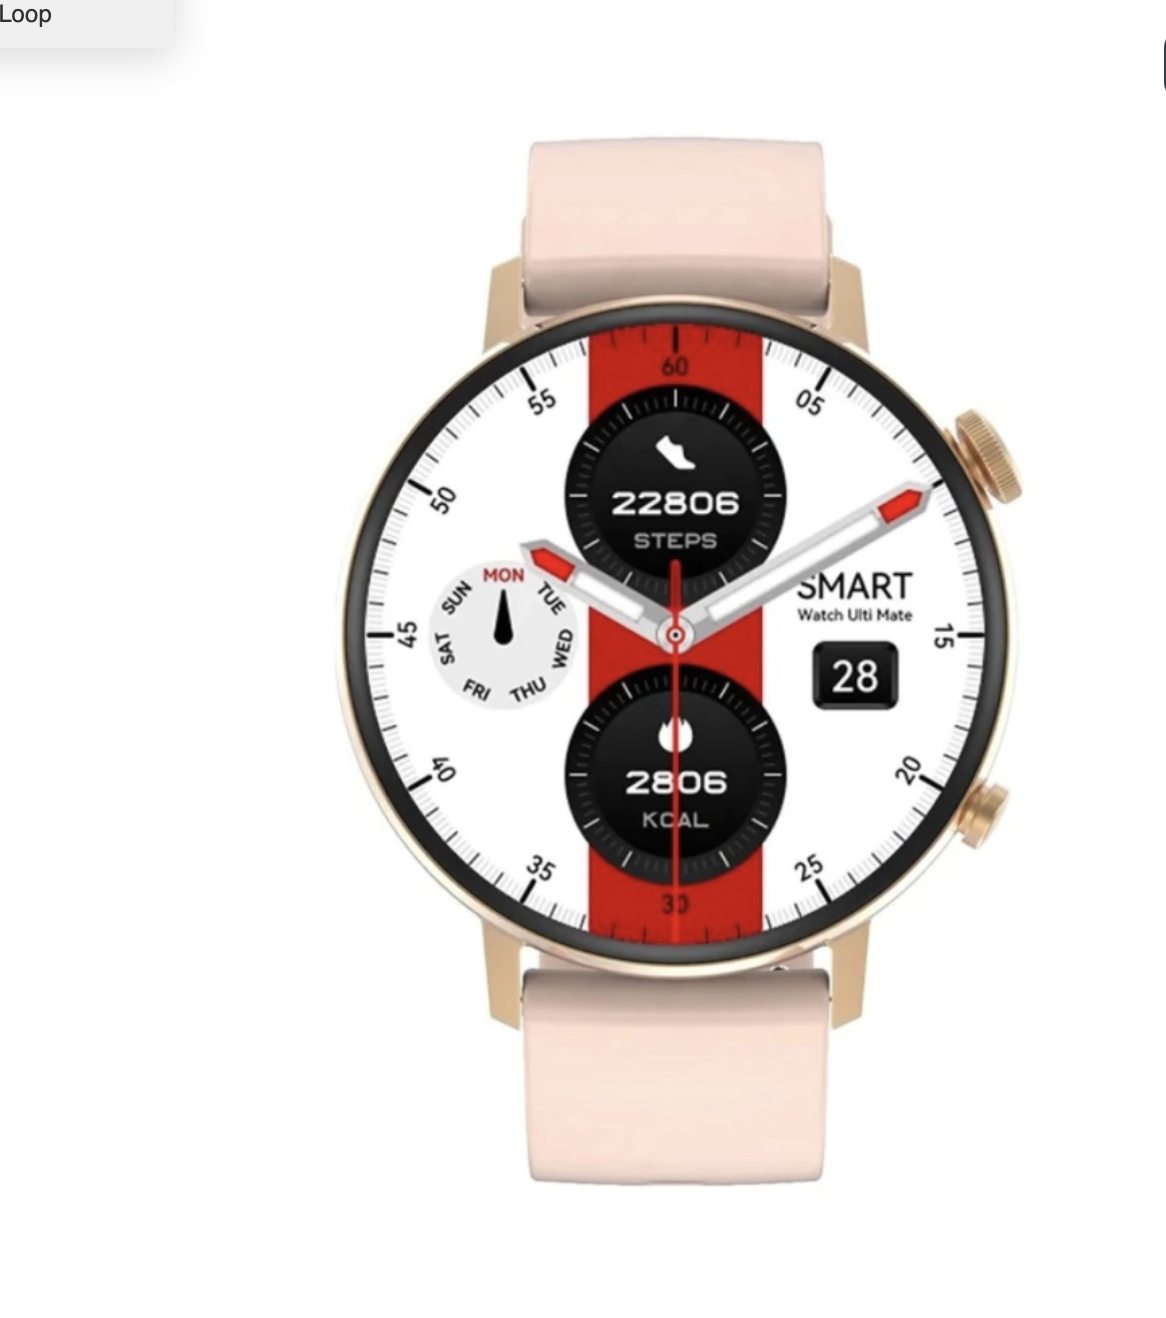 Loop
60
55
05
50
22806
STEPS
MON
TUE
WED
THU
FRI
SAT
SUN
SMART
Watch Ulti Mate
45
15
28
40
20
2806
KCAL
35
25
30